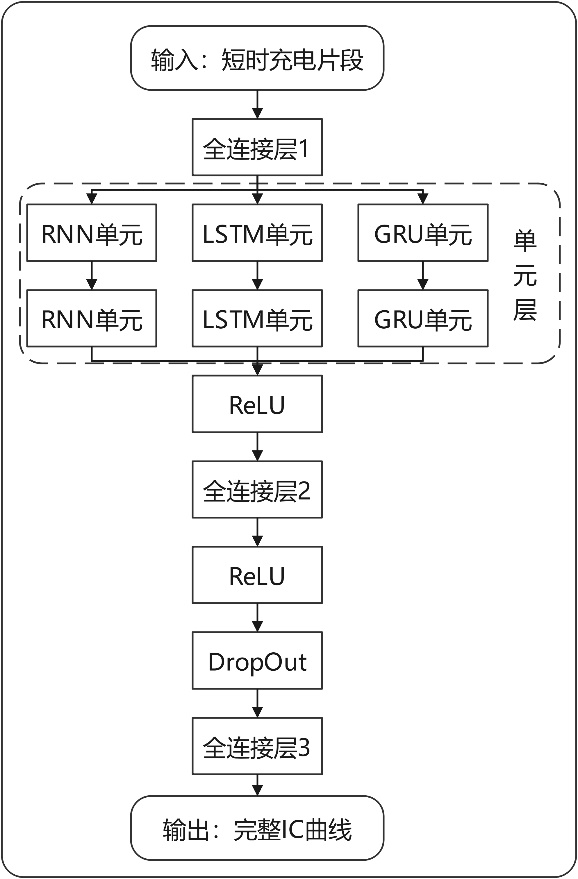 输入：短时充电片段
全连接层1
RNN单元 LSTM单元 GRU单元
RNN单元 LSTM单元 GRU单元
单元层
ReLU
全连接层2
ReLU
DropOut
全连接层3
输出：完整IC曲线